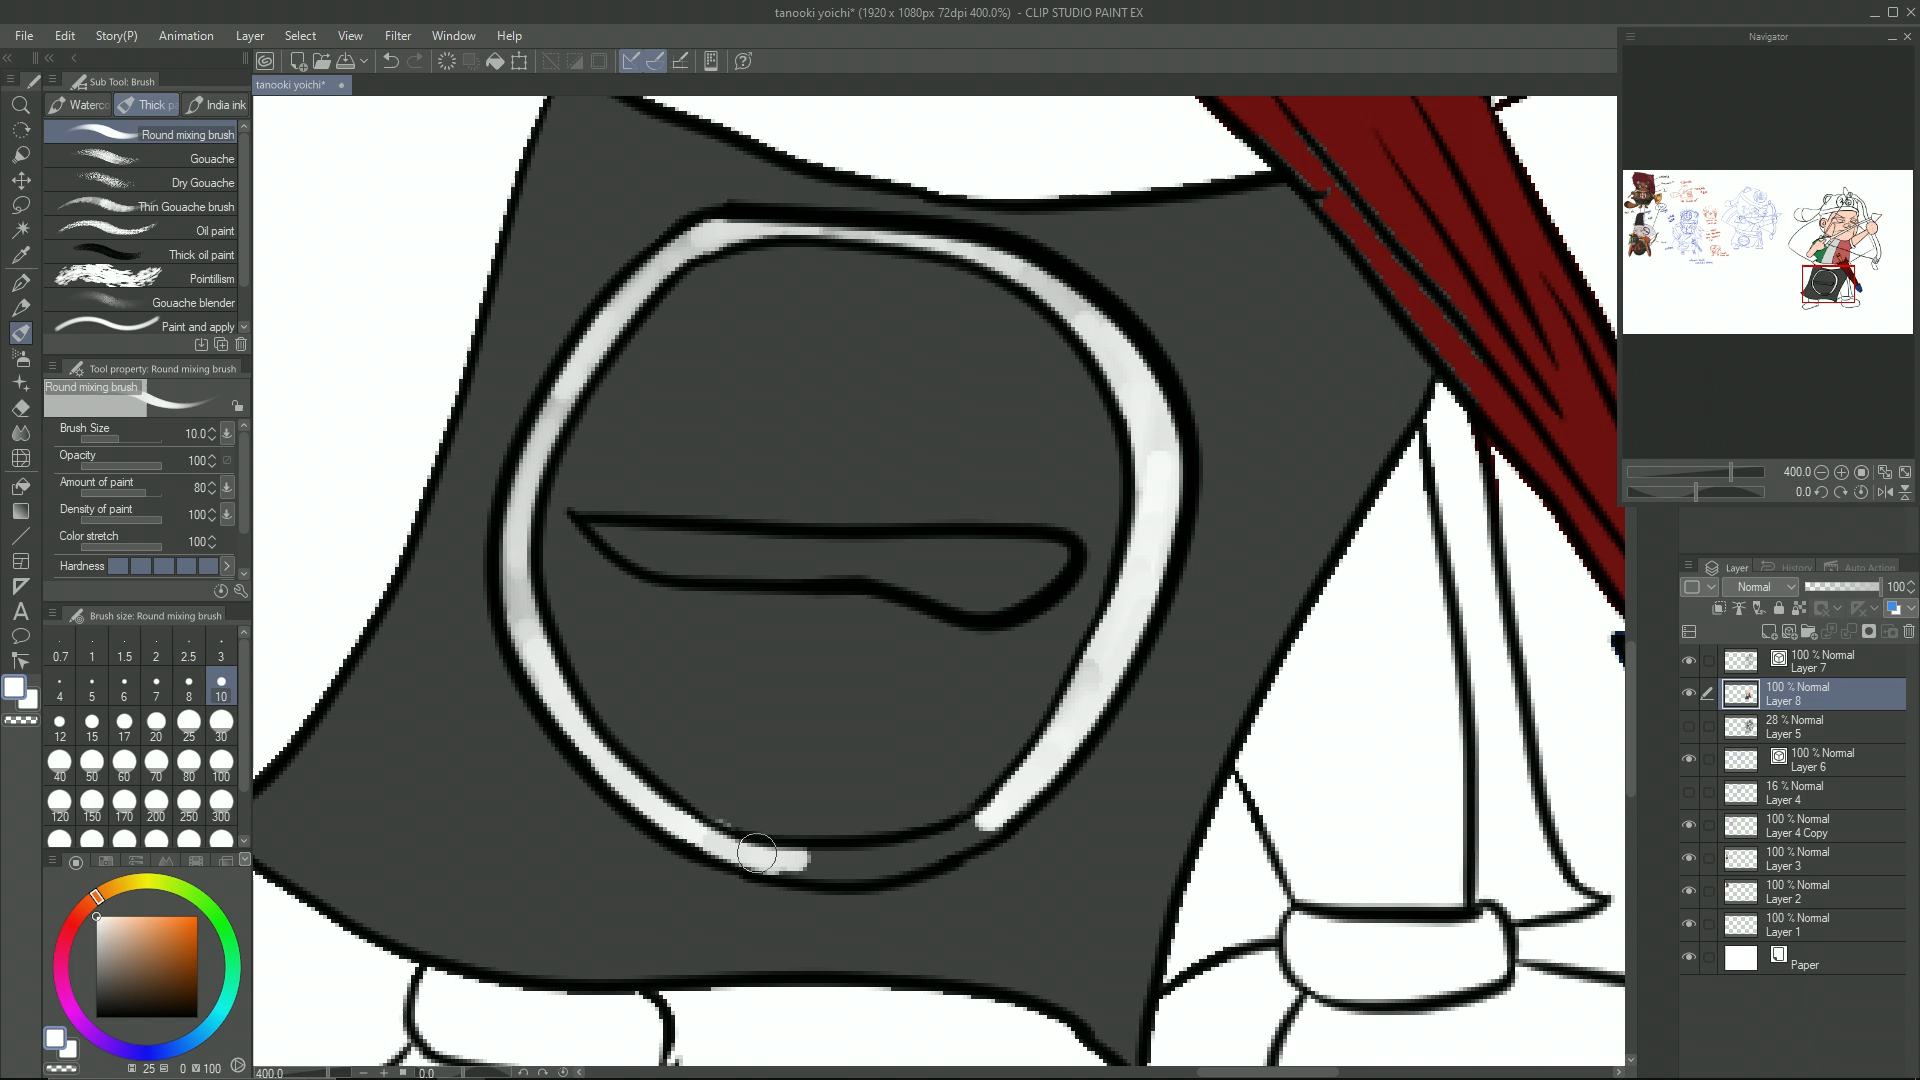 tanooki yoichi* (1920 x 1080px 72dpi 400.0%) - CLIP STUDIO PAINT EX
File Edit Story(P) Animation Layer Select View Filter Window Help
Navigator
Sub Tool: Brush
tanooki yoichi*
Waterco Thick pa India ink
Round mixing brush
Gouache
Dry Gouache
Thin Gouache brush
Oil paint
Thick oil paint
Pointillism
Gouache blender
Paint and apply
Tool property: Round mixing brush
Round mixing brush
Brush Size 10.0
Opacity 100
Amount of paint 80
Density of paint 100
Color stretch 100
Hardness
Brush size: Round mixing brush
0.7 1 1.5 2 2.5 3
4 5 6 7 8 10
12 15 17 20 25 30
40 50 60 70 80 100
120 150 170 200 250 300
25 0 100
400.0 0.0
400.0
0.0
Layer History Auto Action
Normal 100
100 % Normal
Layer 7
100 % Normal
Layer 8
28 % Normal
Layer 5
100 % Normal
Layer 6
16 % Normal
Layer 4
100 % Normal
Layer 4 Copy
100 % Normal
Layer 3
100 % Normal
Layer 2
100 % Normal
Layer 1
Paper